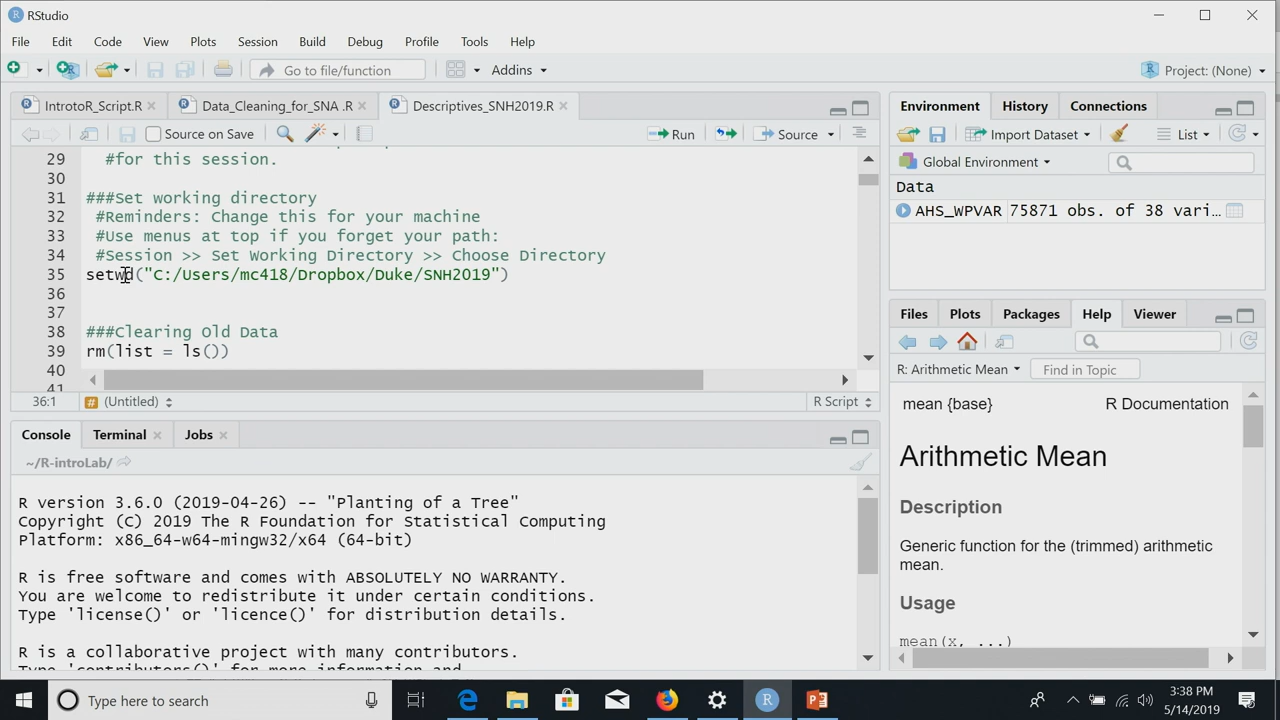 RStudio
File Edit Code View Plots Session Build Debug Profile Tools Help
Go to file/function Addins Project: (None)
IntrotoR_Script.R Data_Cleaning_for_SNA .R Descriptives_SNH2019.R
Source on Save Run Source
29 #for this session.
30
31 ###Set working directory
32 #Reminders: Change this for your machine
33 #Use menus at top if you forget your path:
34 #Session >> Set Working Directory >> Choose Directory
35 setwd("C:/Users/mc418/Dropbox/Duke/SNH2019")
36
37
38 ###Clearing Old Data
39 rm(list = ls())
40
41
36:1 (Untitled) R Script
Console Terminal Jobs
~/R-introLab/
R version 3.6.0 (2019-04-26) -- "Planting of a Tree"
Copyright (C) 2019 The R Foundation for Statistical Computing
Platform: x86_64-w64-mingw32/x64 (64-bit)
R is free software and comes with ABSOLUTELY NO WARRANTY.
You are welcome to redistribute it under certain conditions.
Type 'license()' or 'licence()' for distribution details.
R is a collaborative project with many contributors.
Type 'contributors()' for more information and
Environment History Connections
Import Dataset List
Global Environment
Data
AHS_WPVAR 75871 obs. of 38 vari…
Files Plots Packages Help Viewer
R: Arithmetic Mean Find in Topic
mean {base} R Documentation
Arithmetic Mean
Description
Generic function for the (trimmed) arithmetic
mean.
Usage
mean(x, ...)
Type here to search
3:38 PM
5/14/2019